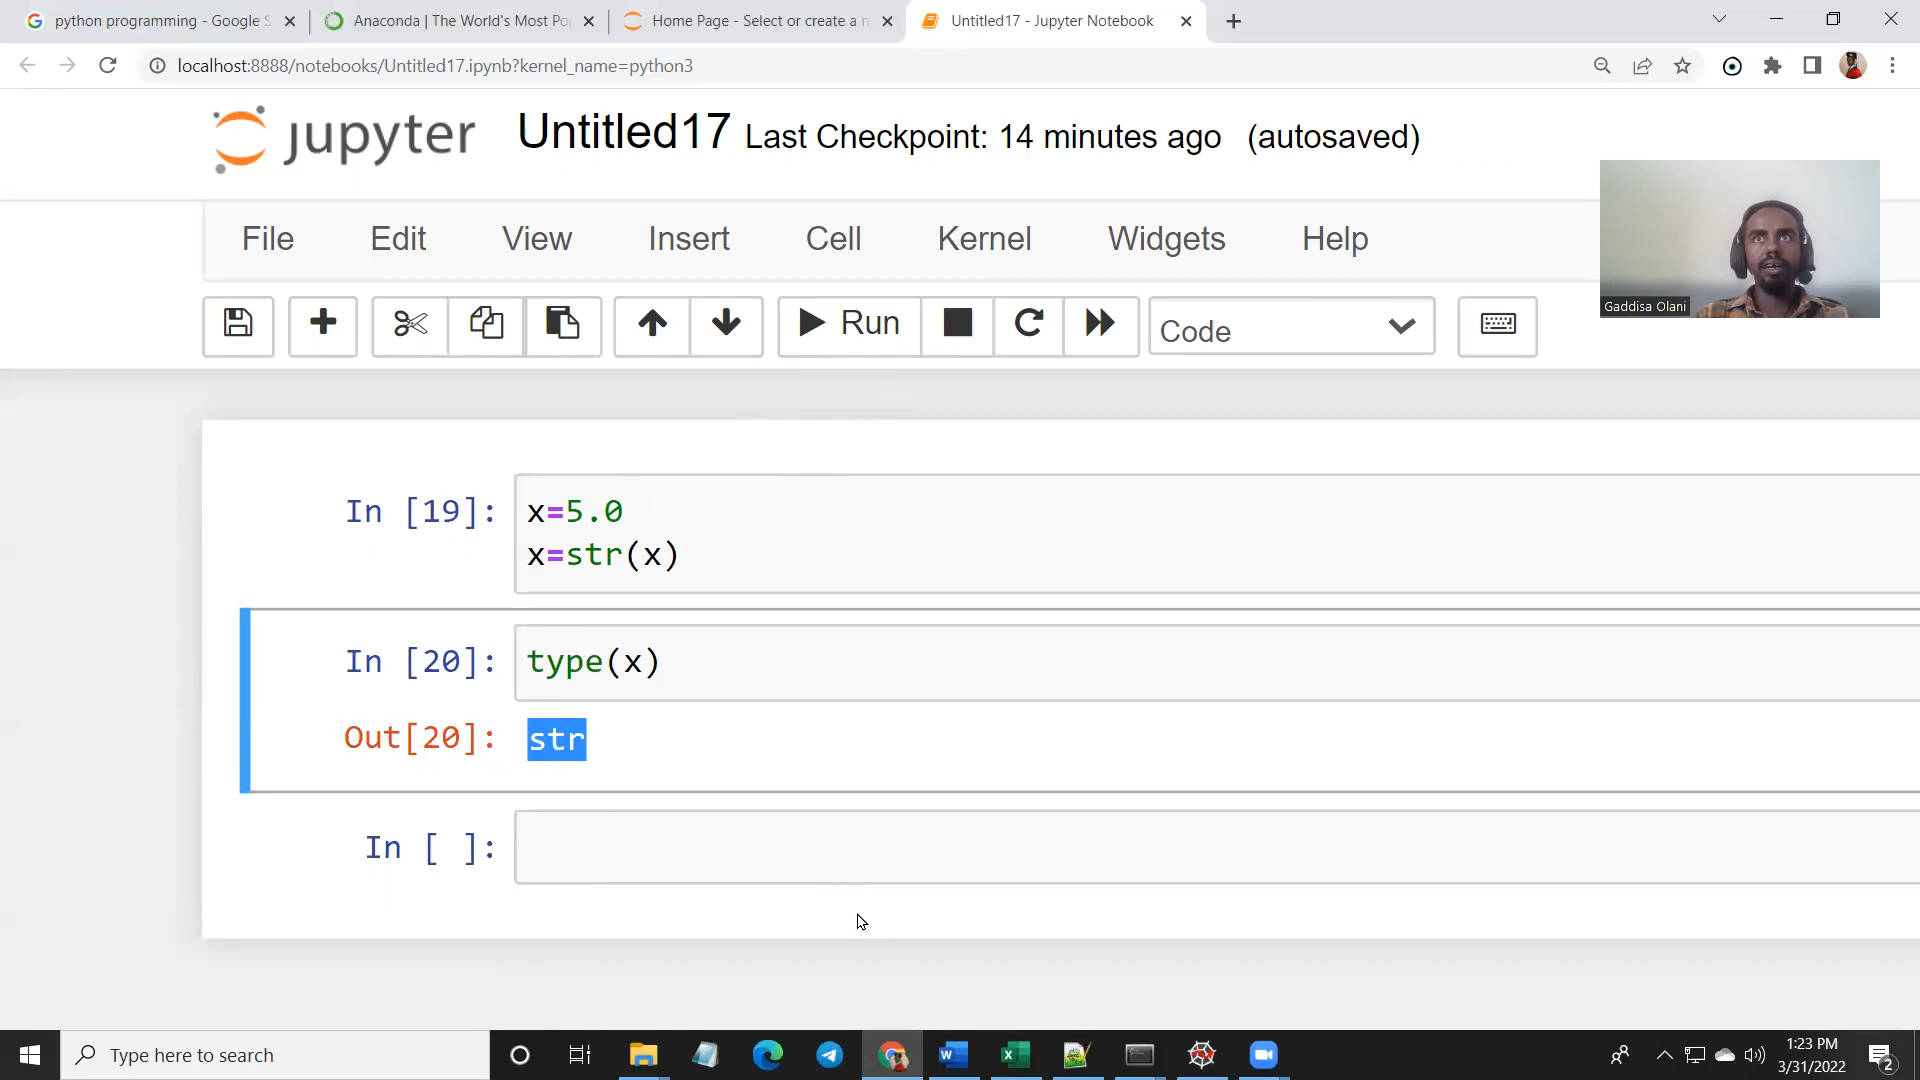 python programming - Google S
Anaconda | The World's Most Po
Home Page - Select or create a n
Untitled17 - Jupyter Notebook
localhost:8888/notebooks/Untitled17.ipynb?kernel_name=python3
jupyter
Untitled17 Last Checkpoint: 14 minutes ago (autosaved)
Gaddisa Olani
File Edit View Insert Cell Kernel Widgets Help
Run
Code
In [19]: x=5.0
x=str(x)
In [20]: type(x)
Out[20]: str
In [ ]:
Type here to search
1:23 PM
3/31/2022
2